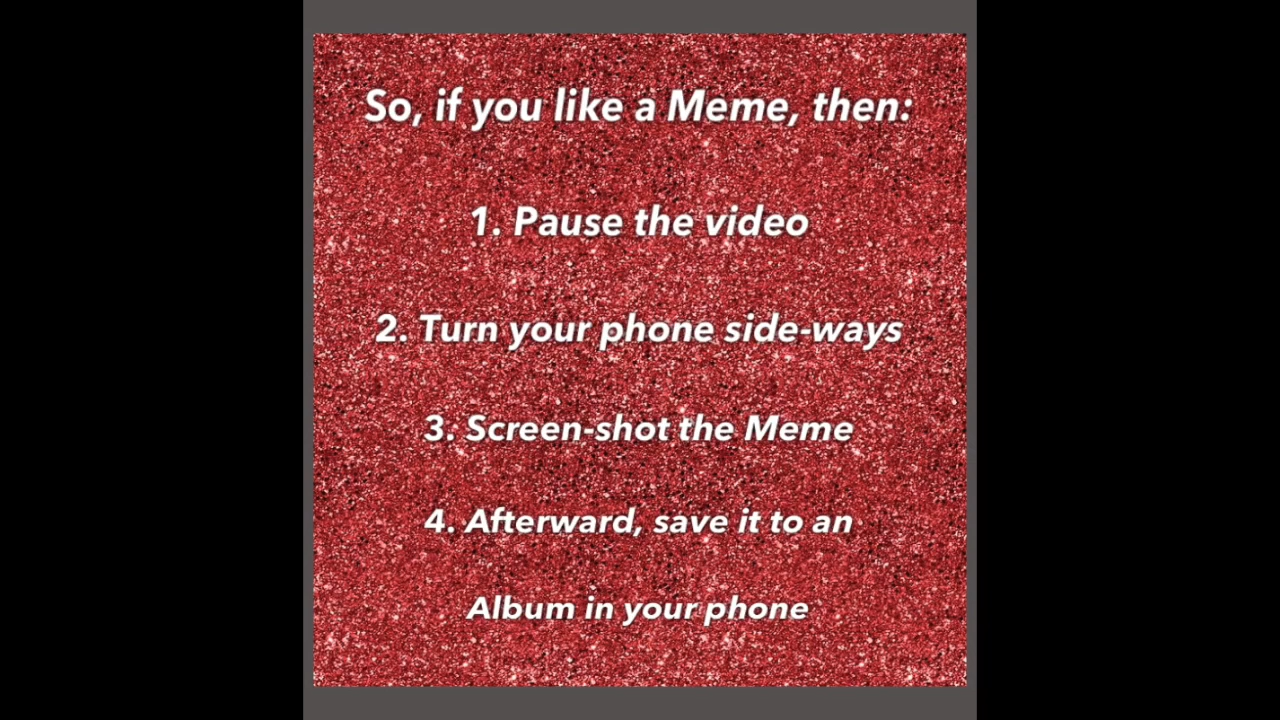 So, if you like a Meme, then:
1. Pause the video
2. Turn your phone side-ways
3. Screen-shot the Meme
4. Afterward, save it to an
Album in your phone